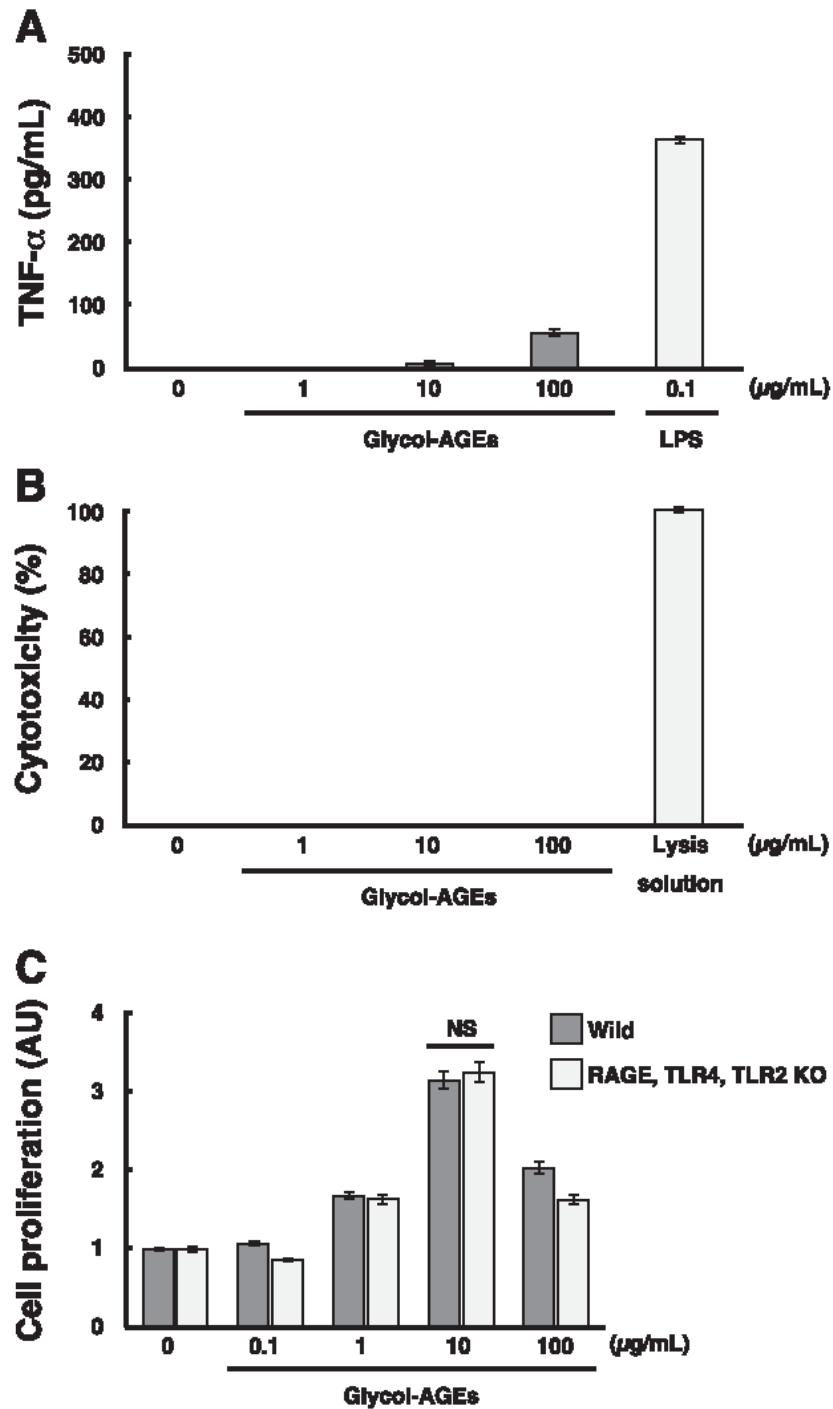 A
TNF-α (pg/mL)
500
400
300
200
100
0
0 1 10 100 0.1 (µg/mL)
Glycol-AGEs LPS
B
Cytotoxicity (%)
100
80
60
40
20
0
0 1 10 100 Lysis (µg/mL)
solution
Glycol-AGEs
C
Cell proliferation (AU)
4
3
2
1
0
NS
Wild
RAGE, TLR4, TLR2 KO
0 0.1 1 10 100 (µg/mL)
Glycol-AGEs